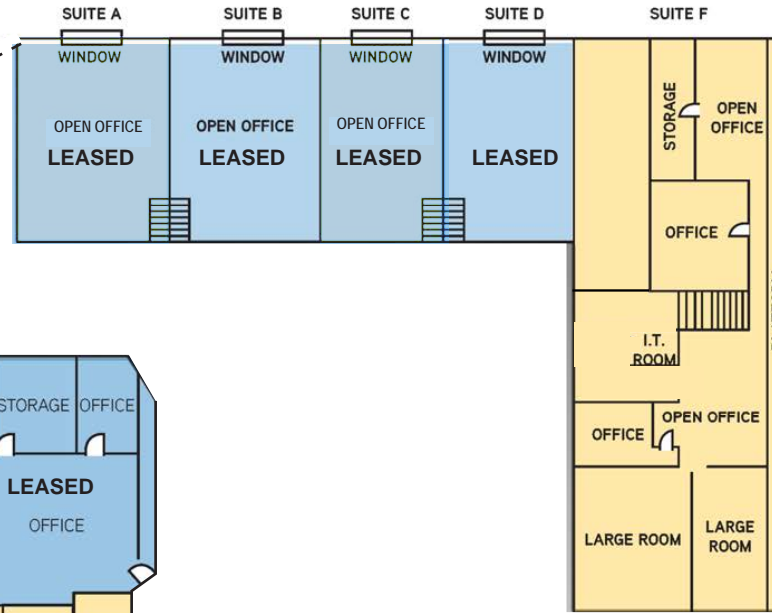 SUITE A
SUITE B
SUITE C
SUITE D
SUITE F
WINDOW
WINDOW
WINDOW
WINDOW
OPEN OFFICE
LEASED
OPEN OFFICE
LEASED
OPEN OFFICE
LEASED
LEASED
STORAGE
OPEN
OFFICE
OFFICE
I.T.
ROOM
OPEN OFFICE
OFFICE
LARGE ROOM
LARGE
ROOM
STORAGE
OFFICE
LEASED
OFFICE